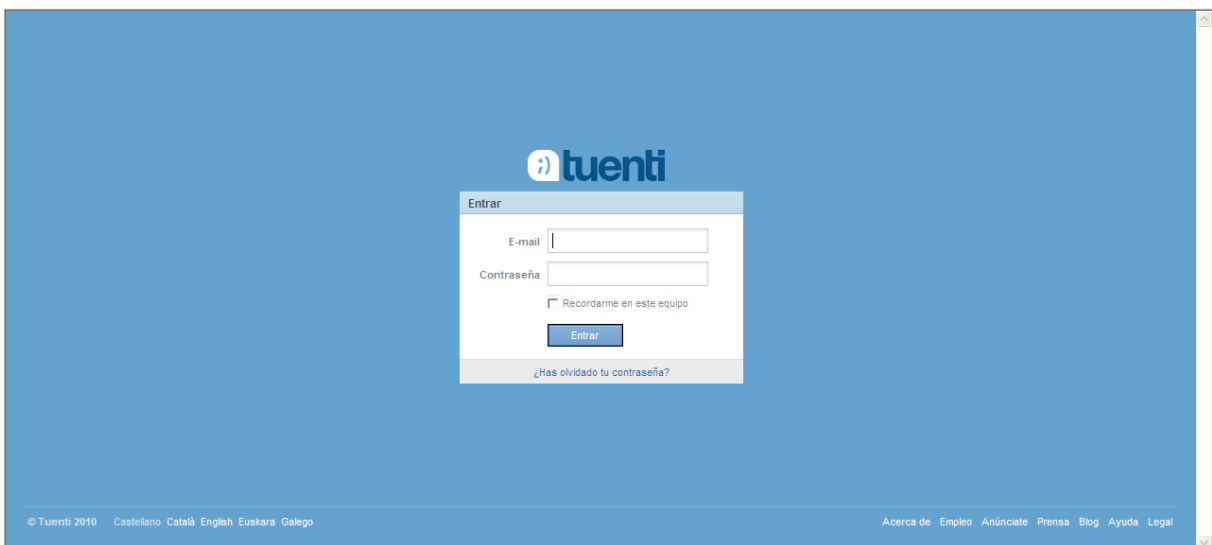 ;) tuenti
Entrar
E-mail
Contraseña
Recordarme en este equipo
Entrar
¿Has olvidado tu contraseña?
© Tuenti 2010 Castellano Català English Euskara Galego
Acerca de Empleo Anúnciate Prensa Blog Ayuda Legal